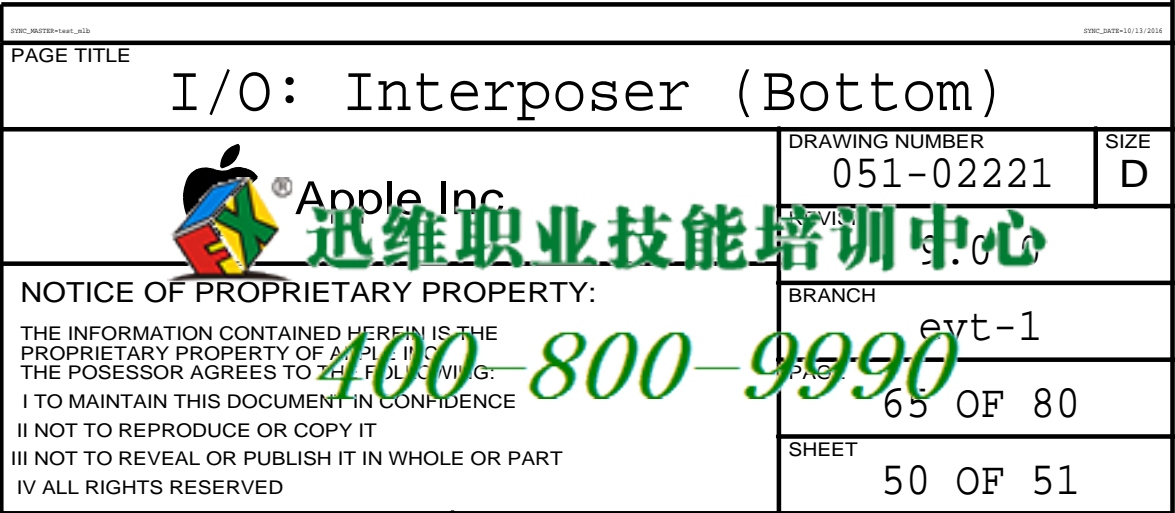 SYNC_MASTER=test_mlb
SYNC_DATE=10/13/2016
PAGE TITLE
I/O: Interposer (Bottom)
® Apple Inc
迅维职业技能培训中心
400-800-9990
DRAWING NUMBER
051-02221
SIZE
D
BRANCH
evt-1
PAGE
65 OF 80
SHEET
50 OF 51
NOTICE OF PROPRIETARY PROPERTY:
THE INFORMATION CONTAINED HEREIN IS THE
PROPRIETARY PROPERTY OF APPLE INC
THE POSESSOR AGREES TO THE FOLLOWING:
I TO MAINTAIN THIS DOCUMENT IN CONFIDENCE
II NOT TO REPRODUCE OR COPY IT
III NOT TO REVEAL OR PUBLISH IT IN WHOLE OR PART
IV ALL RIGHTS RESERVED